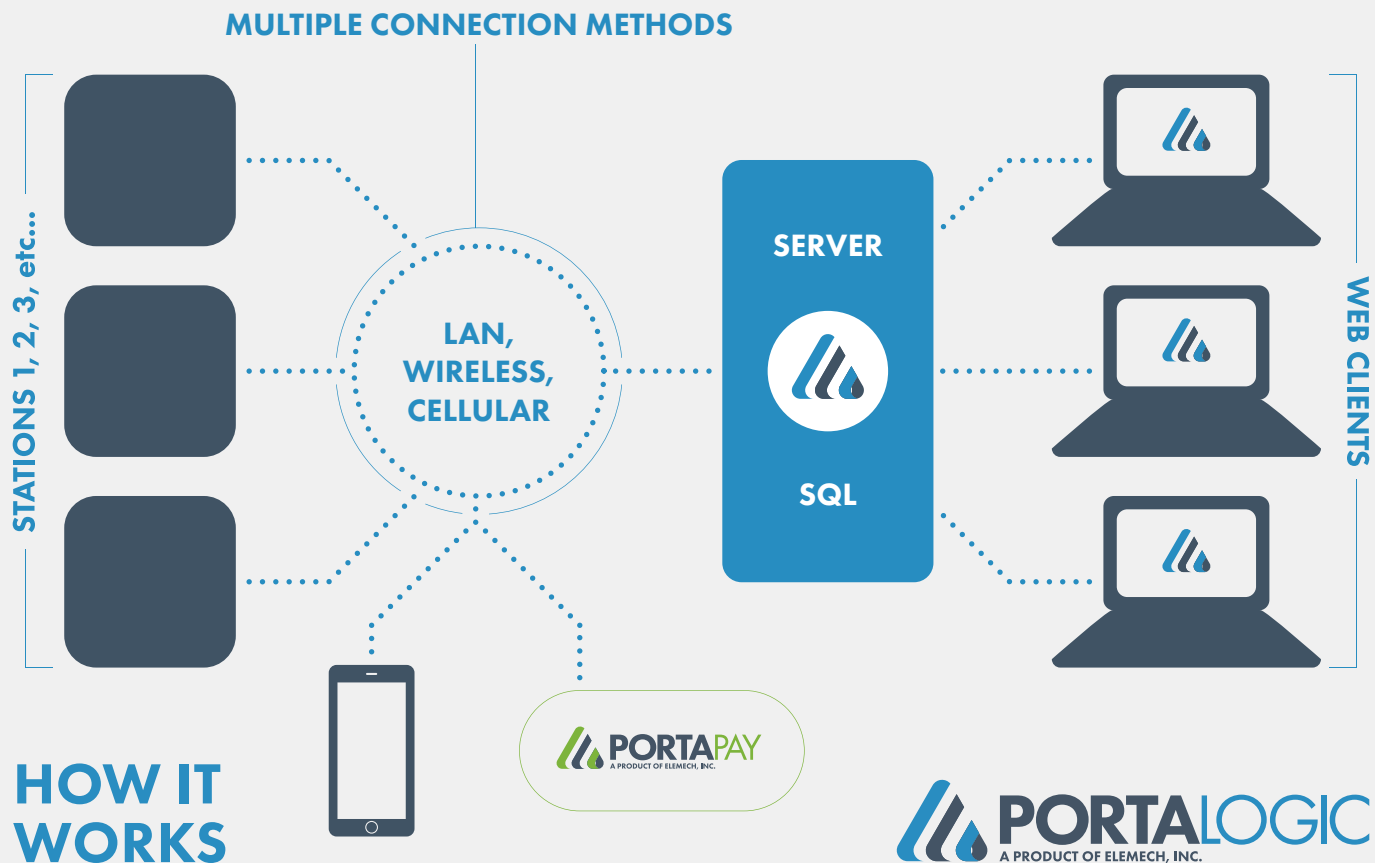 MULTIPLE CONNECTION METHODS
STATIONS 1, 2, 3, etc...
LAN,
WIRELESS,
CELLULAR
SERVER
SQL
WEB CLIENTS
PORTAPAY
A PRODUCT OF ELEMECH, INC.
HOW IT
WORKS
PORTALOGIC
A PRODUCT OF ELEMECH, INC.